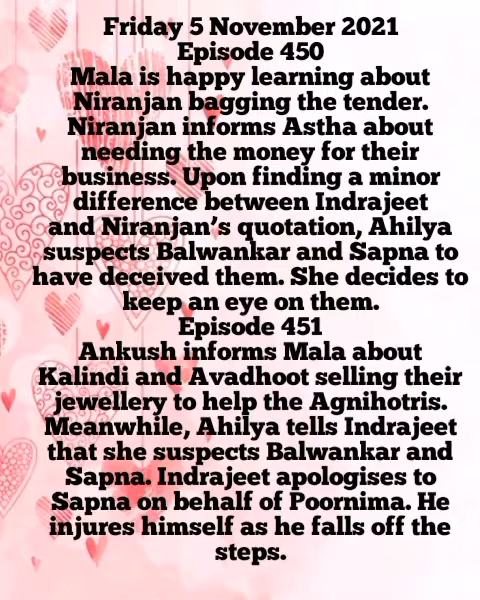 Friday 5 November 2021
Episode 450
Mala is happy learning about
Niranjan bagging the tender.
Niranjan informs Astha about
needing the money for their
business. Upon finding a minor
difference between Indrajeet
and Niranjan’s quotation, Ahilya
suspects Balwankar and Sapna to
have deceived them. She decides to
keep an eye on them.
Episode 451
Ankush informs Mala about
Kalindi and Avadhoot selling their
jewellery to help the Agnihotris.
Meanwhile, Ahilya tells Indrajeet
that she suspects Balwankar and
Sapna. Indrajeet apologises to
Sapna on behalf of Poornima. He
injures himself as he falls off the
steps.